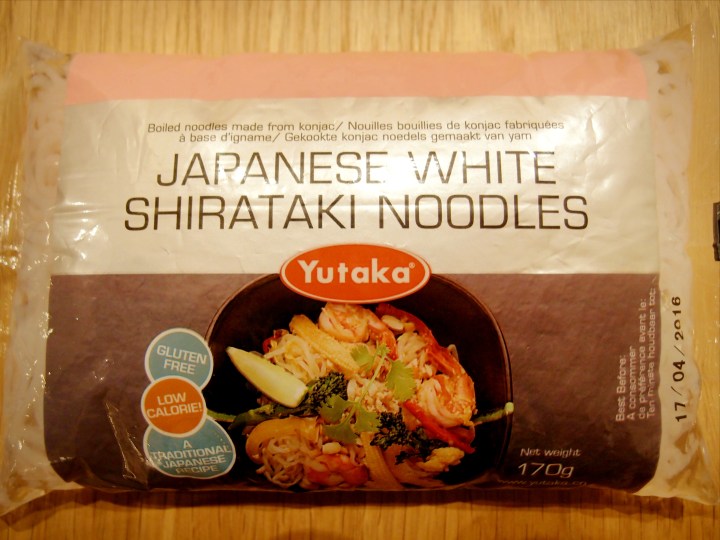 Boiled noodles made from konjac/ Nouilles bouillies de konjac fabriquées
à base d'igname/ Gekookte konjac noedels gemaakt van yam
JAPANESE WHITE
SHIRATAKI NOODLES
Yutaka®
GLUTEN
FREE
LOW
CALORIE!
A
TRADITIONAL
JAPANESE
RECIPE
Best Before:
A consommer
de préférence avant le:
Ten minste houdbaar tot:
17/04/2016
Net weight
170g